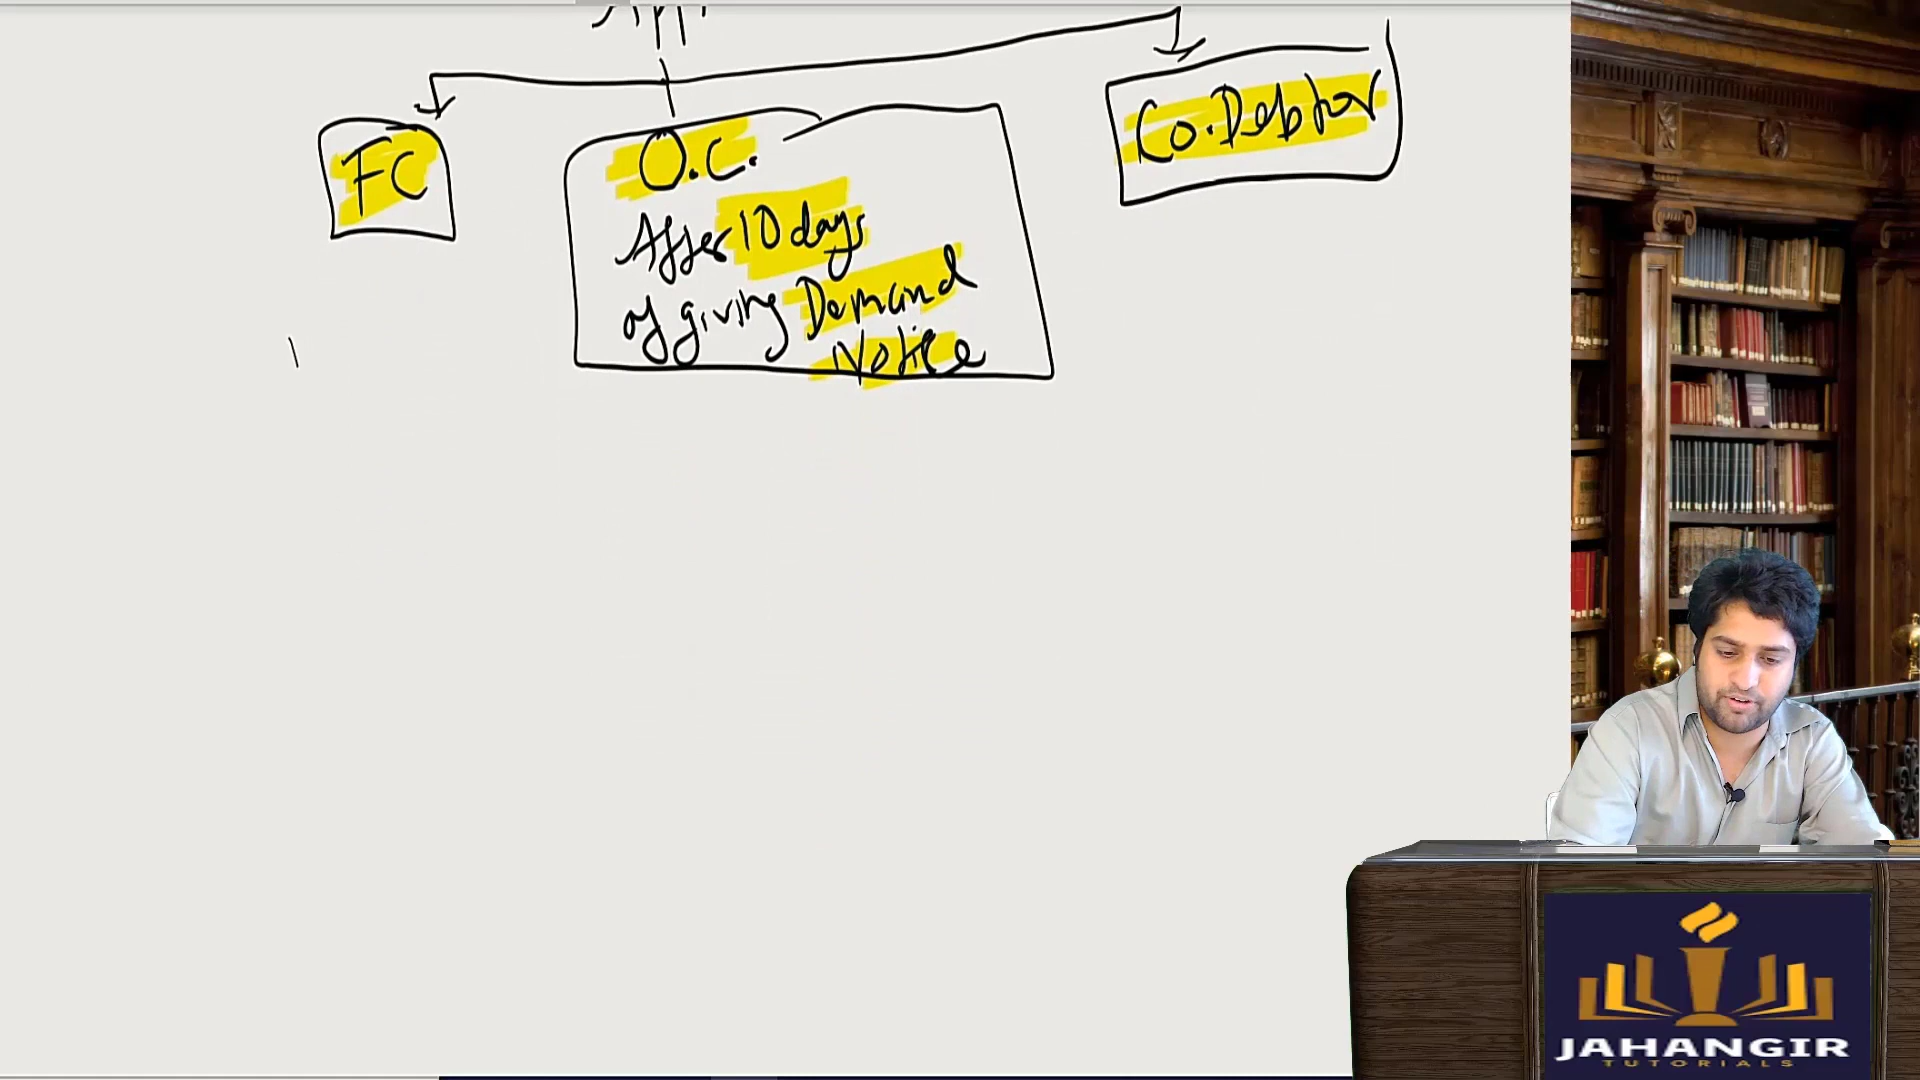 FC
O.C.
After 10 days
of giving Demand
Notice
Co. Debtor
JAHANGIR
TUTORIALS